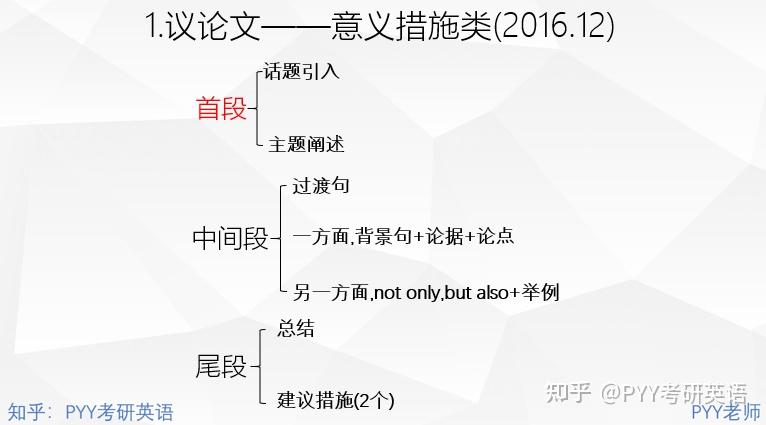 1.议论文——意义措施类(2016.12)
话题引入
首段
主题阐述
过渡句
中间段
一方面,背景句+论据+论点
另一方面,not only,but also+举例
总结
尾段
建议措施(2个)
知乎 @PYY考研英语
知乎：PYY考研英语
PYY老师